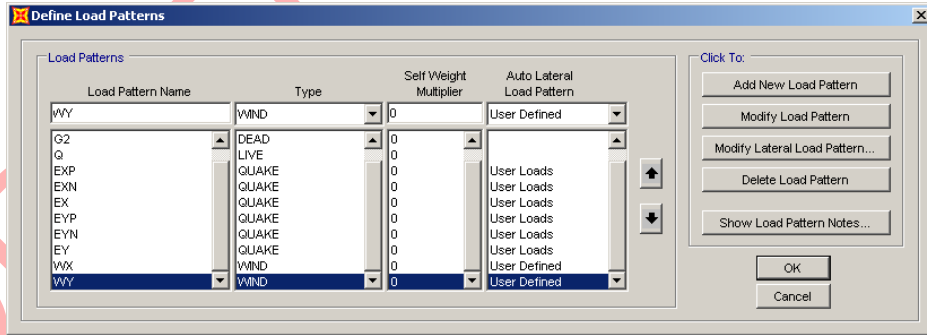 Define Load Patterns
Load Patterns
Click To:
Load Pattern Name Type Self Weight Multiplier Auto Lateral Load Pattern
WY WIND 0 User Defined
G2 DEAD 0
Q LIVE 0
EXP QUAKE 0 User Loads
EXN QUAKE 0 User Loads
EX QUAKE 0 User Loads
EYP QUAKE 0 User Loads
EYN QUAKE 0 User Loads
EY QUAKE 0 User Loads
WX WIND 0 User Defined
WY WIND 0 User Defined
Add New Load Pattern
Modify Load Pattern
Modify Lateral Load Pattern...
Delete Load Pattern
Show Load Pattern Notes...
OK
Cancel